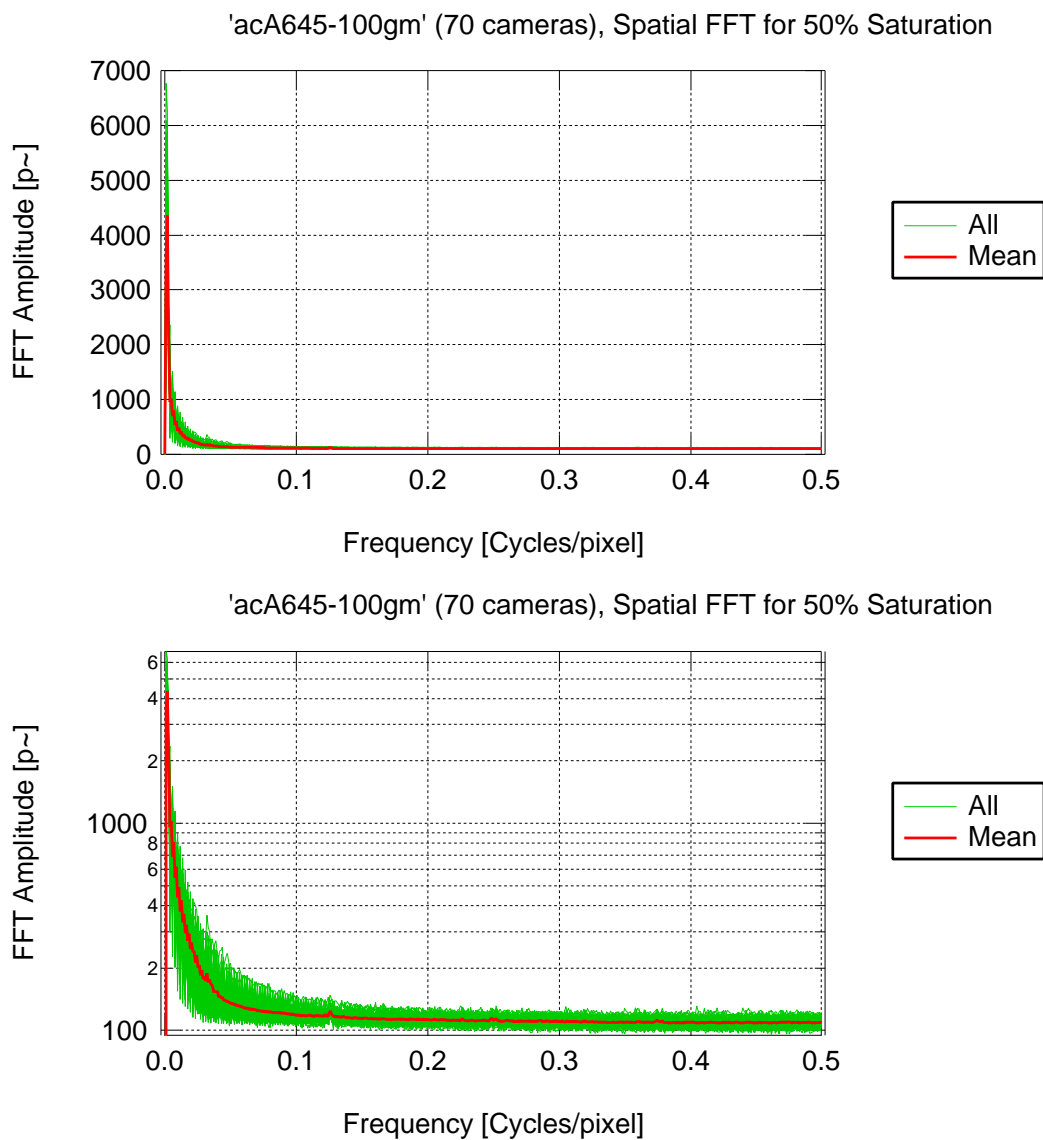 'acA645-100gm' (70 cameras), Spatial FFT for 50% Saturation
7000
6000
5000
4000
3000
2000
1000
0
FFT Amplitude [p~]
0.0 0.1 0.2 0.3 0.4 0.5
Frequency [Cycles/pixel]
All
Mean
'acA645-100gm' (70 cameras), Spatial FFT for 50% Saturation
6
4
2
1000
8
6
4
2
100
FFT Amplitude [p~]
0.0 0.1 0.2 0.3 0.4 0.5
Frequency [Cycles/pixel]
All
Mean